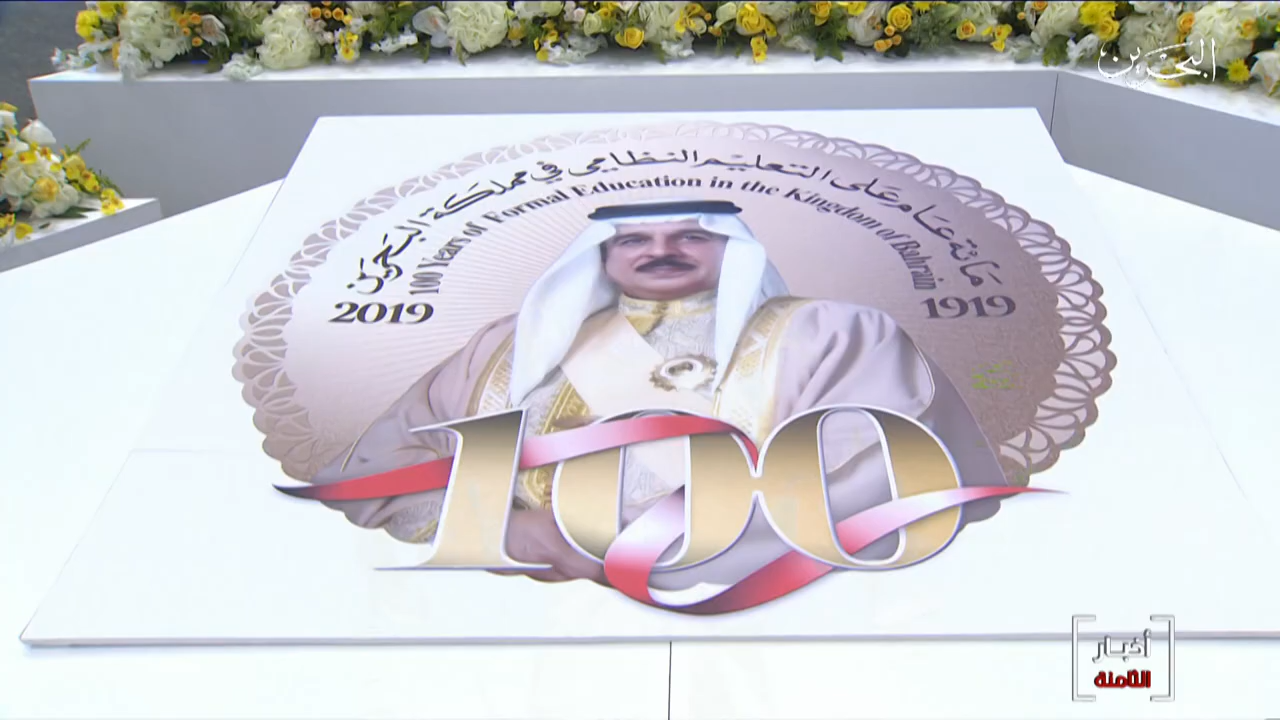 البحرين
مائة عام على التعليم النظامي في مملكة البحرين
100 Years of Formal Education in the Kingdom of Bahrain
2019
1919
100
أخبار
الثامنة